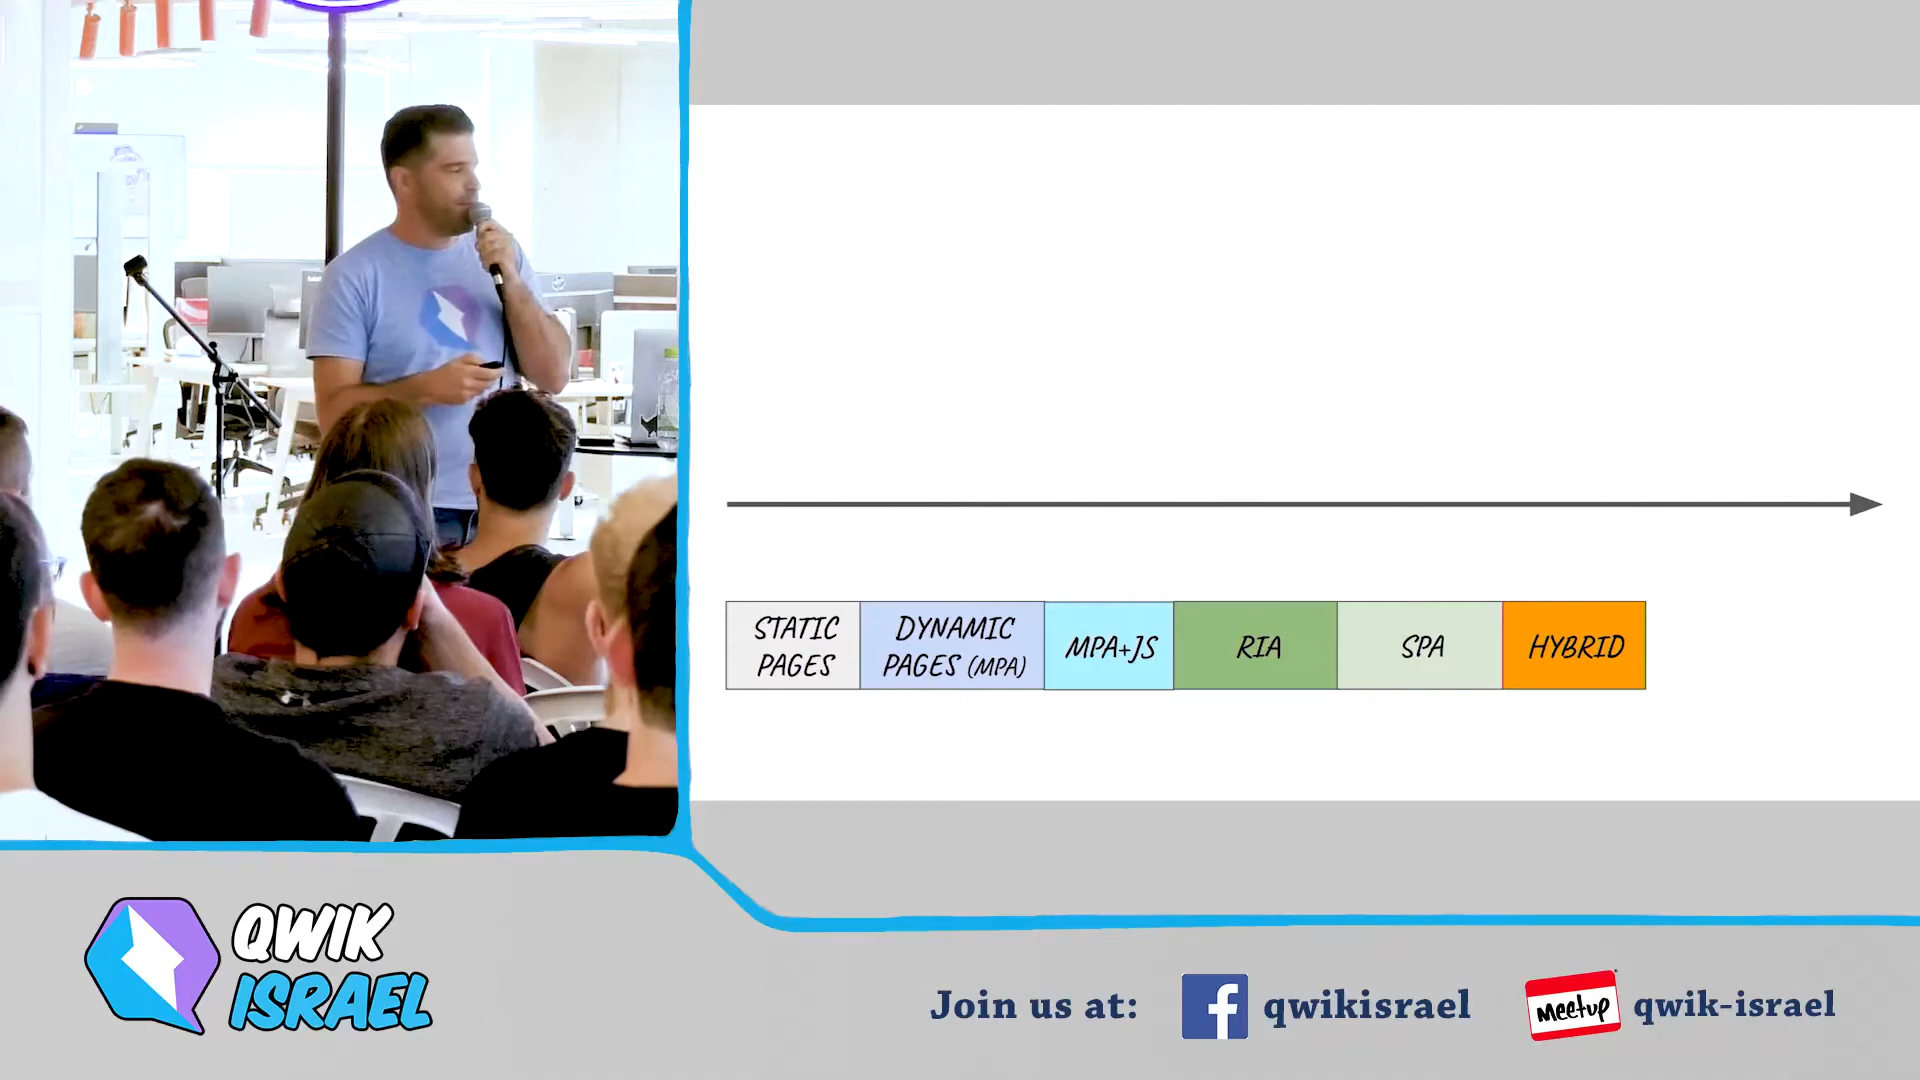 STATIC
PAGES
DYNAMIC
PAGES (MPA)
MPA+JS
RIA
SPA
HYBRID
QWIK
ISRAEL
Join us at:
f
qwikisrael
Meetup
qwik-israel